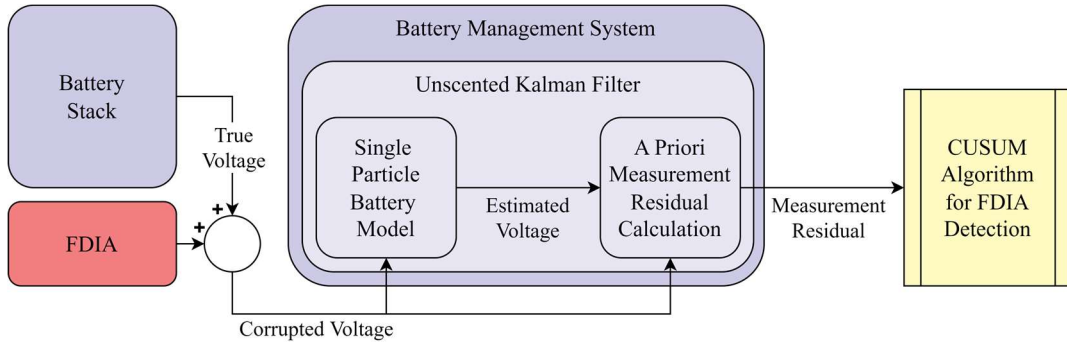 Battery
Stack
FDIA
True
Voltage
+
+
Battery Management System
Unscented Kalman Filter
Single
Particle
Battery
Model
Estimated
Voltage
A Priori
Measurement
Residual
Calculation
Measurement
Residual
CUSUM
Algorithm
for FDIA
Detection
Corrupted Voltage